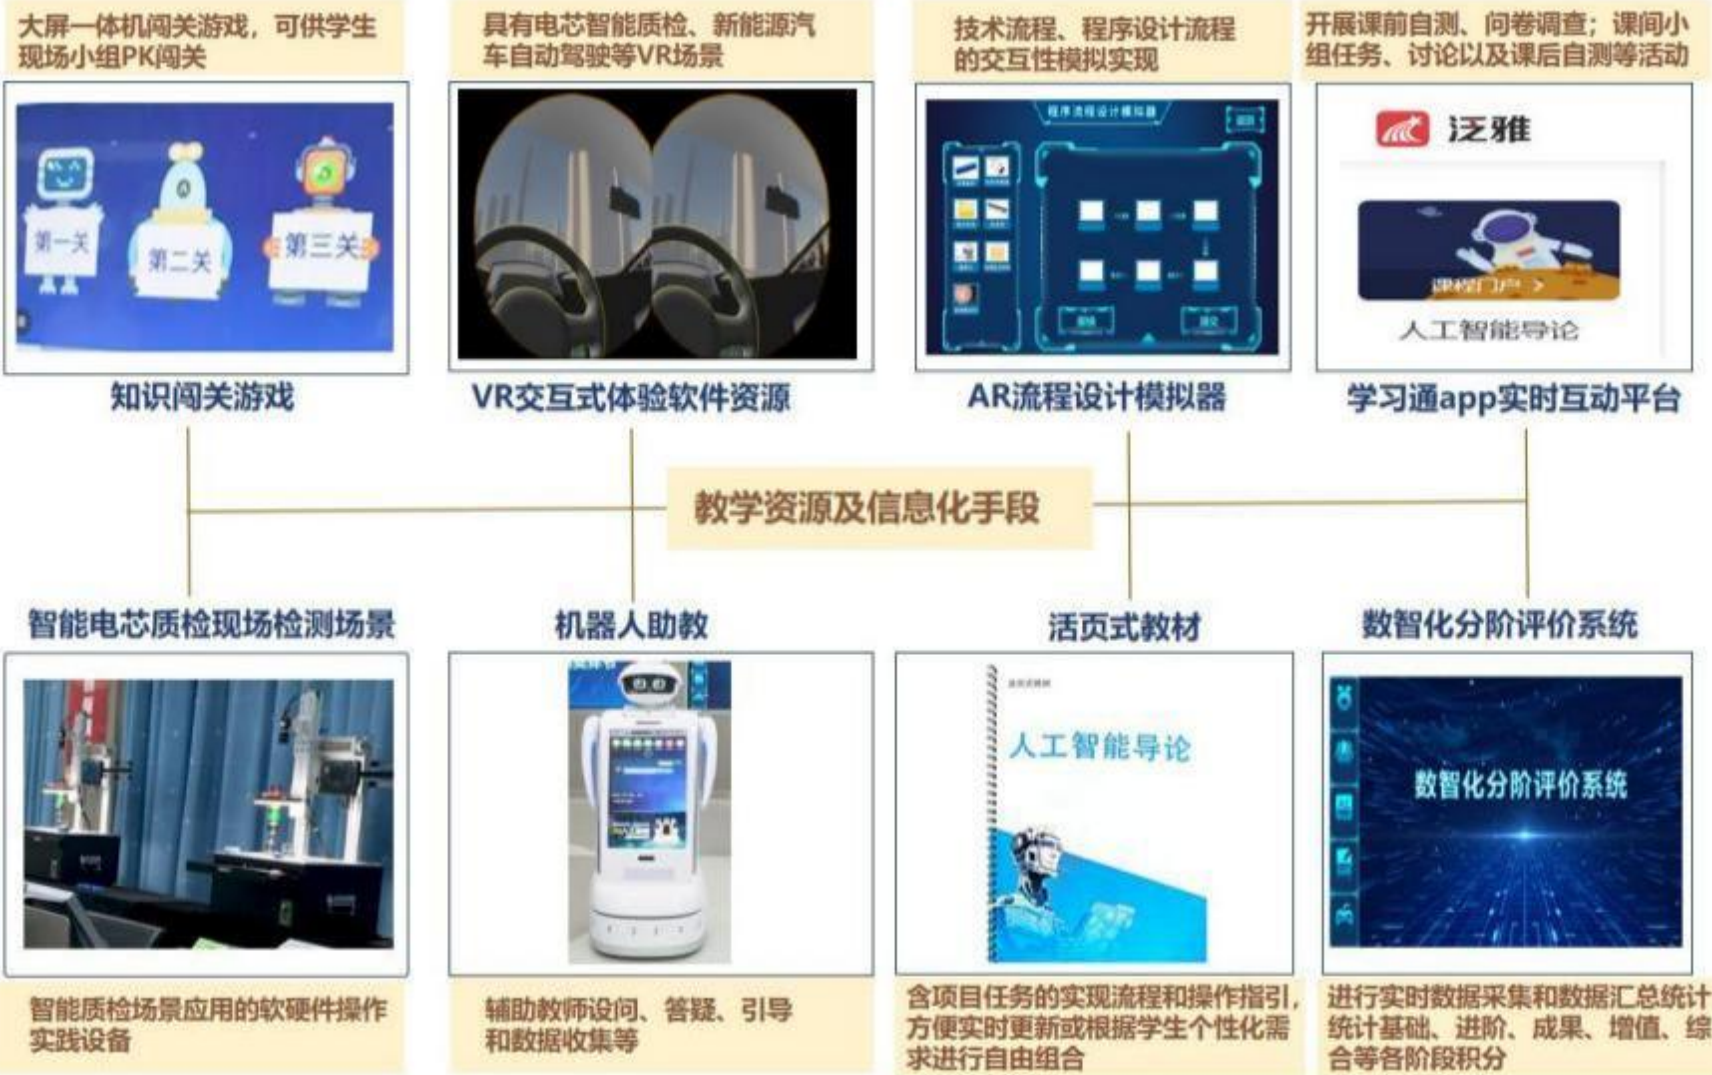 大屏一体机闯关游戏，可供学生
现场小组PK闯关
具有电芯智能质检、新能源汽
车自动驾驶等VR场景
技术流程、程序设计流程
的交互性模拟实现
开展课前自测、问卷调查；课间小
组任务、讨论以及课后自测等活动
第一关
第二关
第三关
程序流程设计模拟器
泛雅
课程门户 >
人工智能导论
知识闯关游戏
VR交互式体验软件资源
AR流程设计模拟器
学习通app实时互动平台
教学资源及信息化手段
智能电芯质检现场检测场景
机器人助教
活页式教材
数智化分阶评价系统
人工智能导论
数智化分阶评价系统
智能质检场景应用的软硬件操作
实践设备
辅助教师设问、答疑、引导
和数据收集等
含项目任务的实现流程和操作指引，
方便实时更新或根据学生个性化需
求进行自由组合
进行实时数据采集和数据汇总统计
统计基础、进阶、成果、增值、综
合等各阶段积分